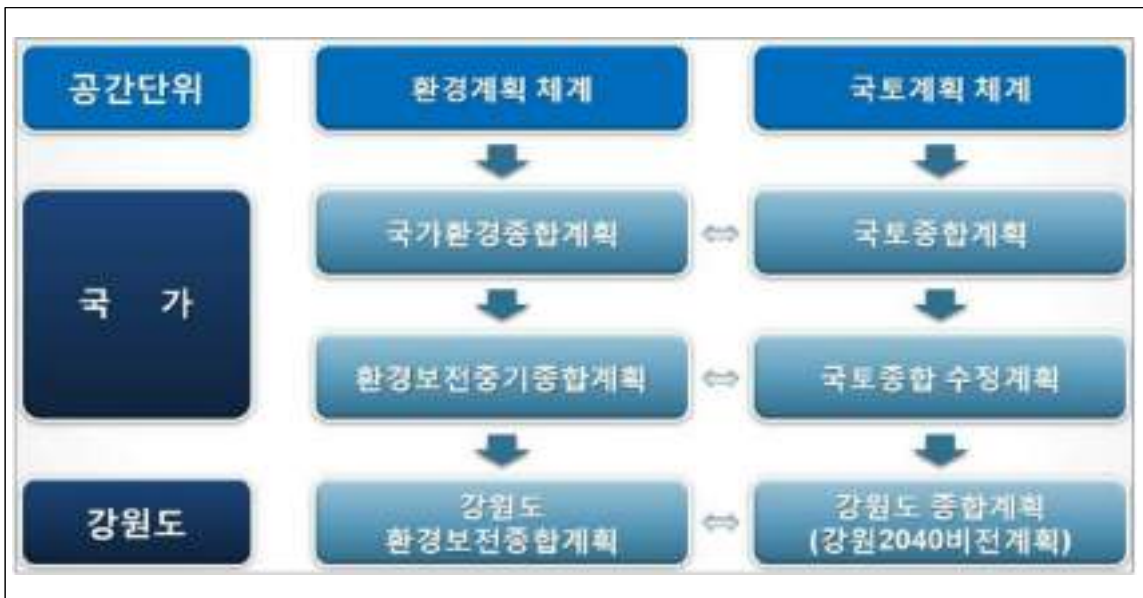 공간단위
환경계획 체계
국토계획 체계
국 가
국가환경종합계획
국토종합계획
환경보전중기종합계획
국토종합 수정계획
강원도
강원도
환경보전종합계획
강원도 종합계획
(강원2040비전계획)